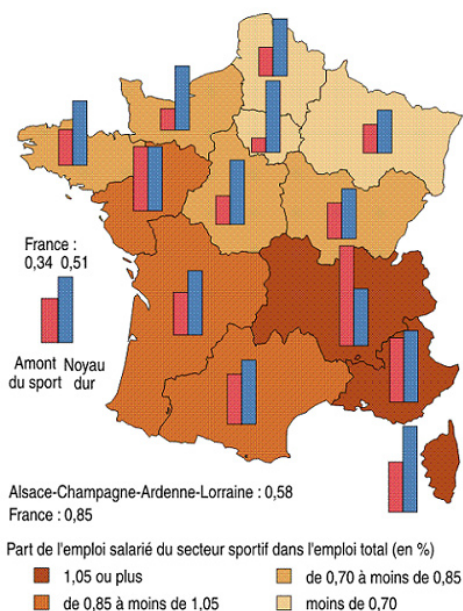 France :
0,34 0,51
Amont Noyau
du sport dur
Alsace-Champagne-Ardenne-Lorraine : 0,58
France : 0,85
Part de l'emploi salarié du secteur sportif dans l'emploi total (en %)
1,05 ou plus
de 0,70 à moins de 0,85
de 0,85 à moins de 1,05
moins de 0,70